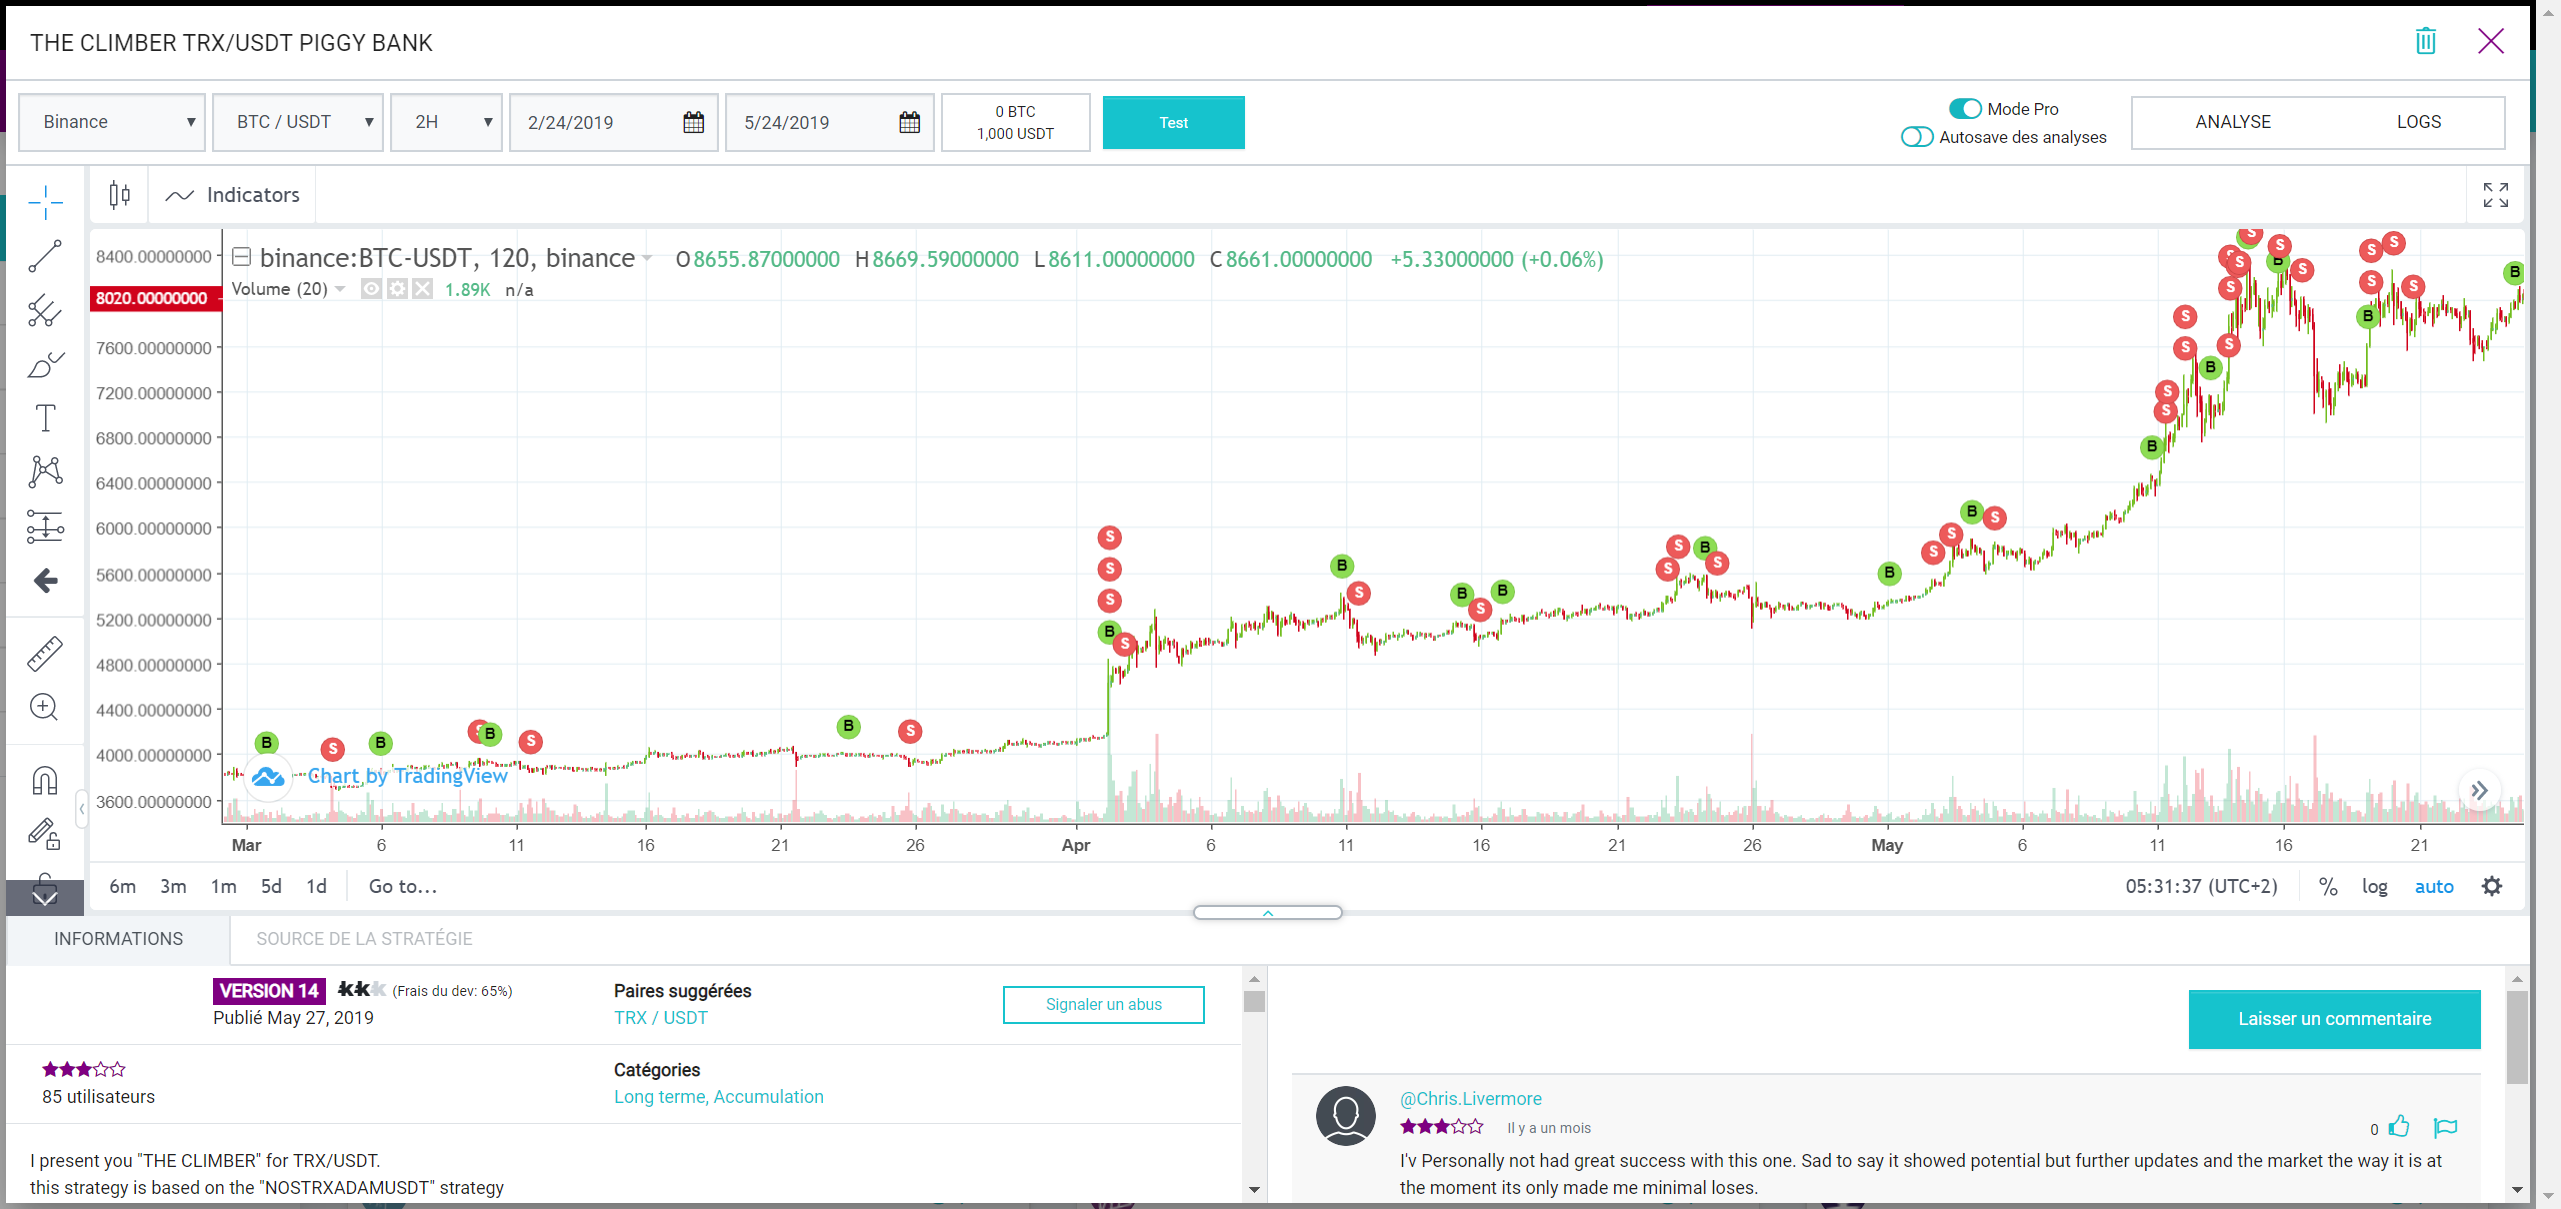 THE CLIMBER TRX/USDT PIGGY BANK
Binance
BTC / USDT
2H
2/24/2019
5/24/2019
0 BTC
1,000 USDT
Test
Mode Pro
Autosave des analyses
ANALYSE
LOGS
Indicators
binance:BTC-USDT, 120, binance
O 8655.87000000 H 8669.59000000 L 8611.00000000 C 8661.00000000 +5.33000000 (+0.06%)
Volume (20)
1.89K n/a
8400.00000000
8020.00000000
7600.00000000
7200.00000000
6800.00000000
6400.00000000
6000.00000000
5600.00000000
5200.00000000
4800.00000000
4400.00000000
4000.00000000
3600.00000000
B S B B S B S
S
S
S
B S
B S B S B
S S B S
B S S B S
B S S S S B S
S S S S B S B S
S S B S S
B
Chart by TradingView
Mar 6 11 16 21 26 Apr 6 11 16 21 26 May 6 11 16 21
6m 3m 1m 5d 1d Go to...
05:31:37 (UTC+2) % log auto
INFORMATIONS
SOURCE DE LA STRATÉGIE
VERSION 14 (Frais du dev: 65%)
Publié May 27, 2019
Paires suggérées
TRX / USDT
Signaler un abus
85 utilisateurs
Catégories
Long terme, Accumulation
I present you "THE CLIMBER" for TRX/USDT.
this strategy is based on the "NOSTRXADAMUSDT" strategy
Laisser un commentaire
@Chris.Livermore
Il y a un mois
0
I'v Personally not had great success with this one. Sad to say it showed potential but further updates and the market the way it is at
the moment its only made me minimal loses.